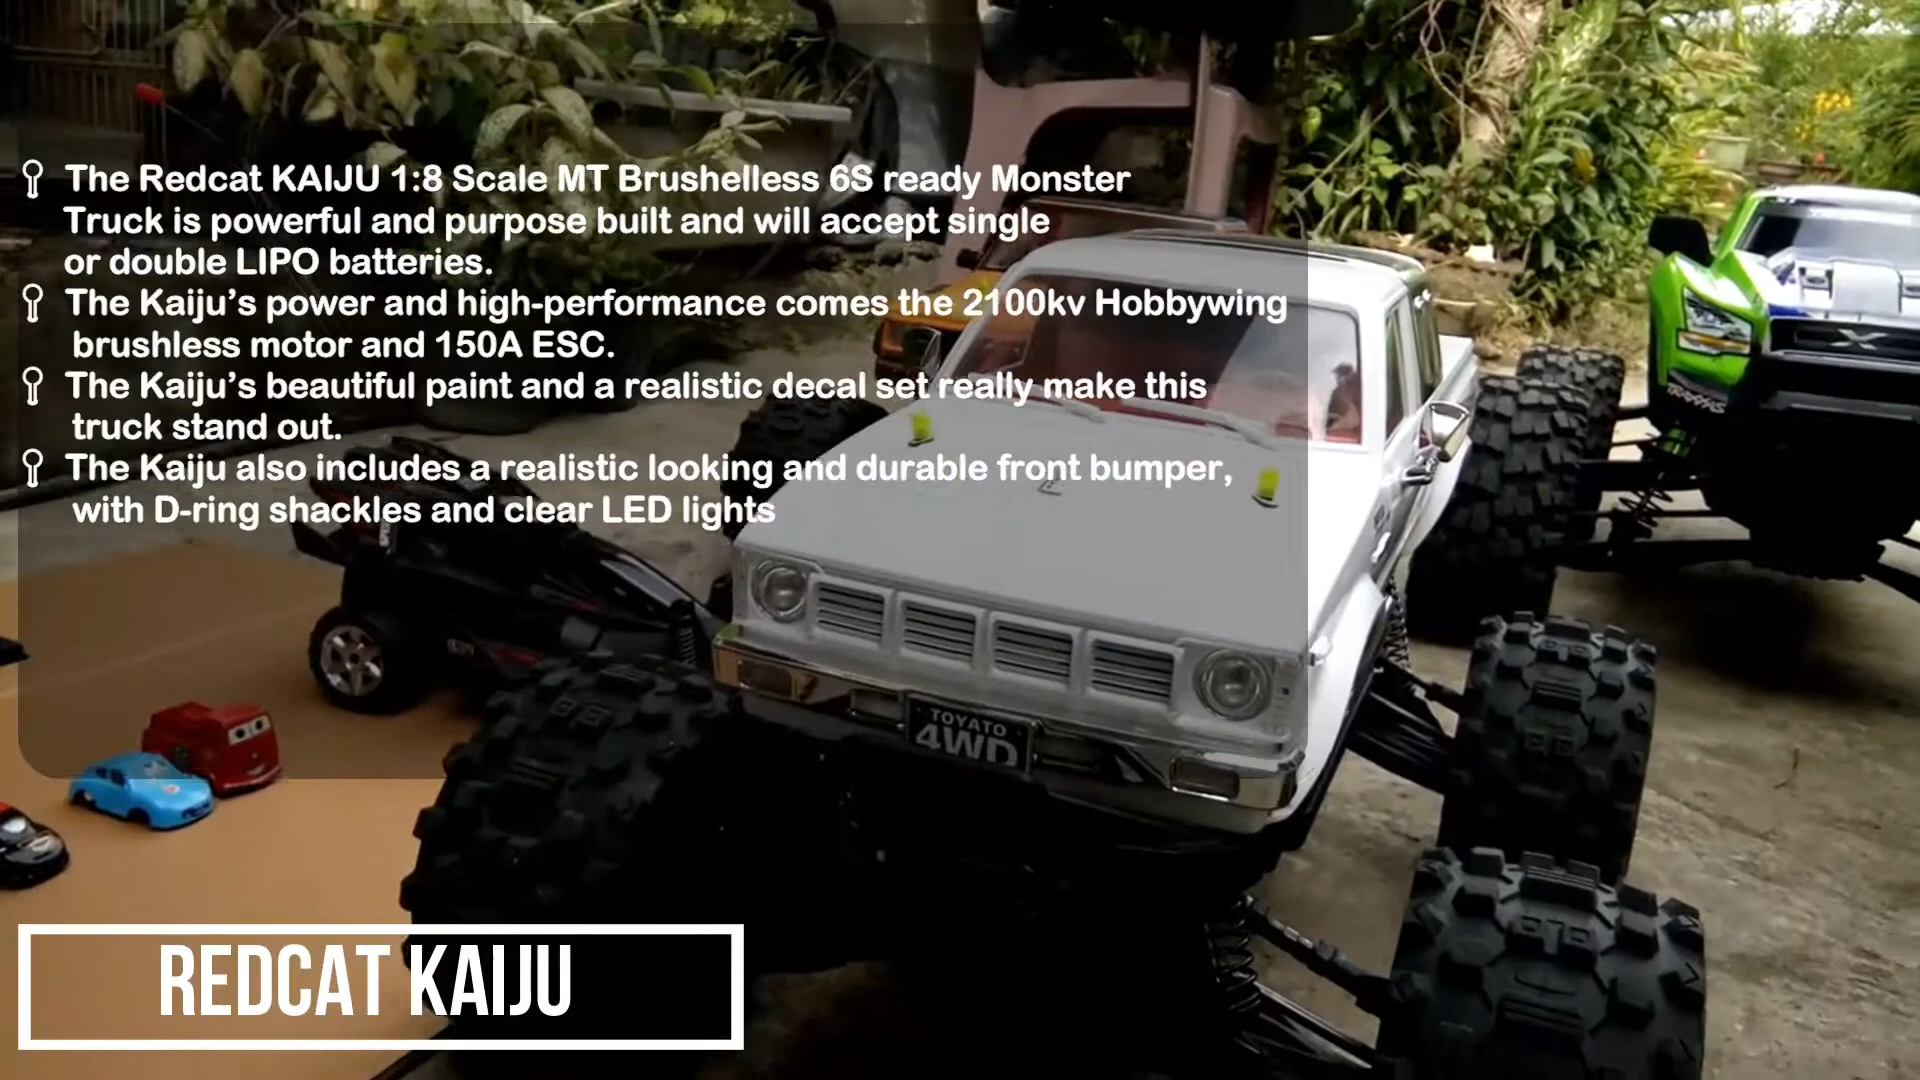 The Redcat KAIJU 1:8 Scale MT Brushelless 6S ready Monster
Truck is powerful and purpose built and will accept single
or double LIPO batteries.
The Kaiju’s power and high-performance comes the 2100kv Hobbywing
brushless motor and 150A ESC.
The Kaiju’s beautiful paint and a realistic decal set really make this
truck stand out.
The Kaiju also includes a realistic looking and durable front bumper,
with D-ring shackles and clear LED lights
TRAXXAS
TOYATO
4WD
REDCAT KAIJU